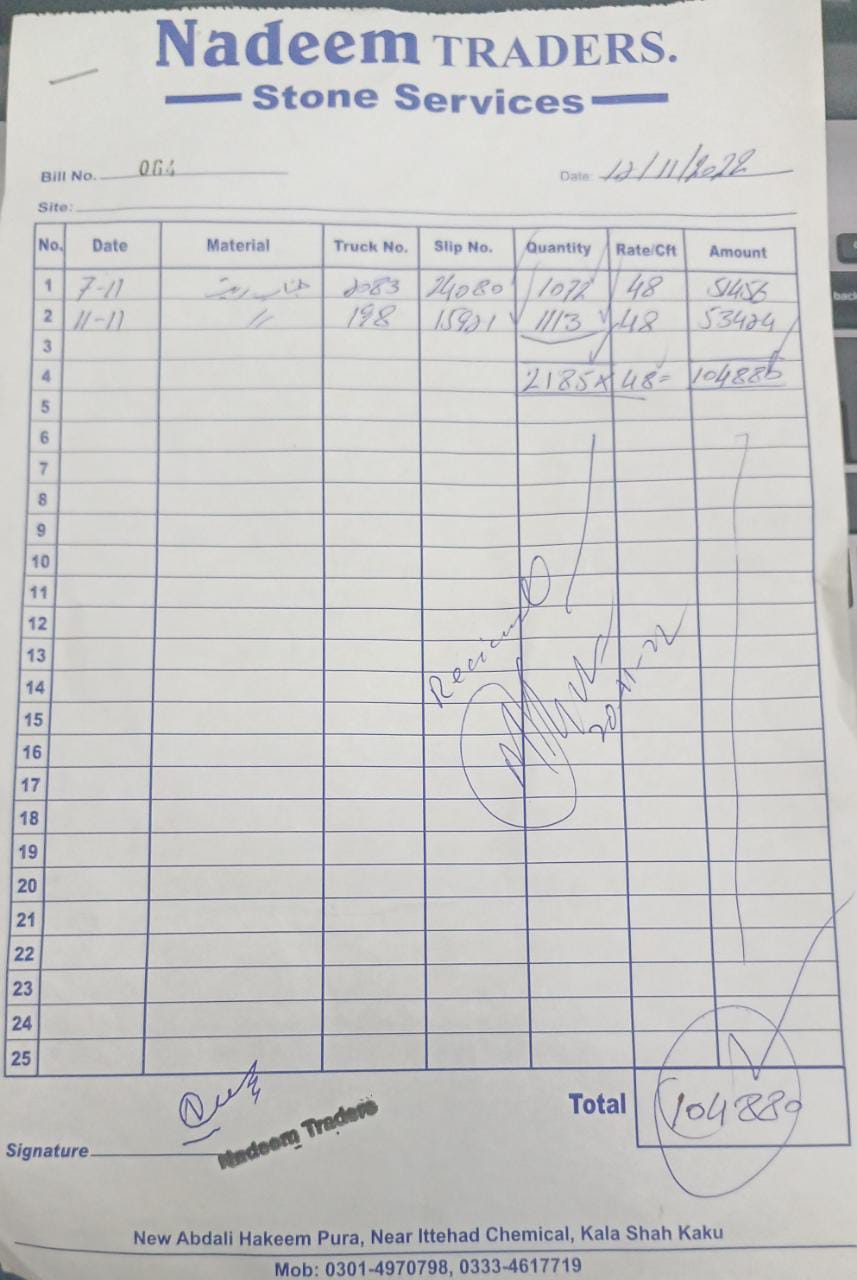 Nadeem TRADERS.
Stone Services
Bill No. 064
Date: 12/11/2022
Site:
No. Date Material Truck No. Slip No. Quantity Rate/Cft Amount
1 7-11 چناب ریت 2083 24080 1072 48 51456
2 11-11 〃 198 15921 1113 48 53424
3
4 2185 x 48= 104880
5
6
7
8
9
10
11
12
13
14
15
16
17
18
19
20
21
22
23
24
25
20-11-22
Total 104880
Signature
Nadeem Traders
New Abdali Hakeem Pura, Near Ittehad Chemical, Kala Shah Kaku
Mob: 0301-4970798, 0333-4617719